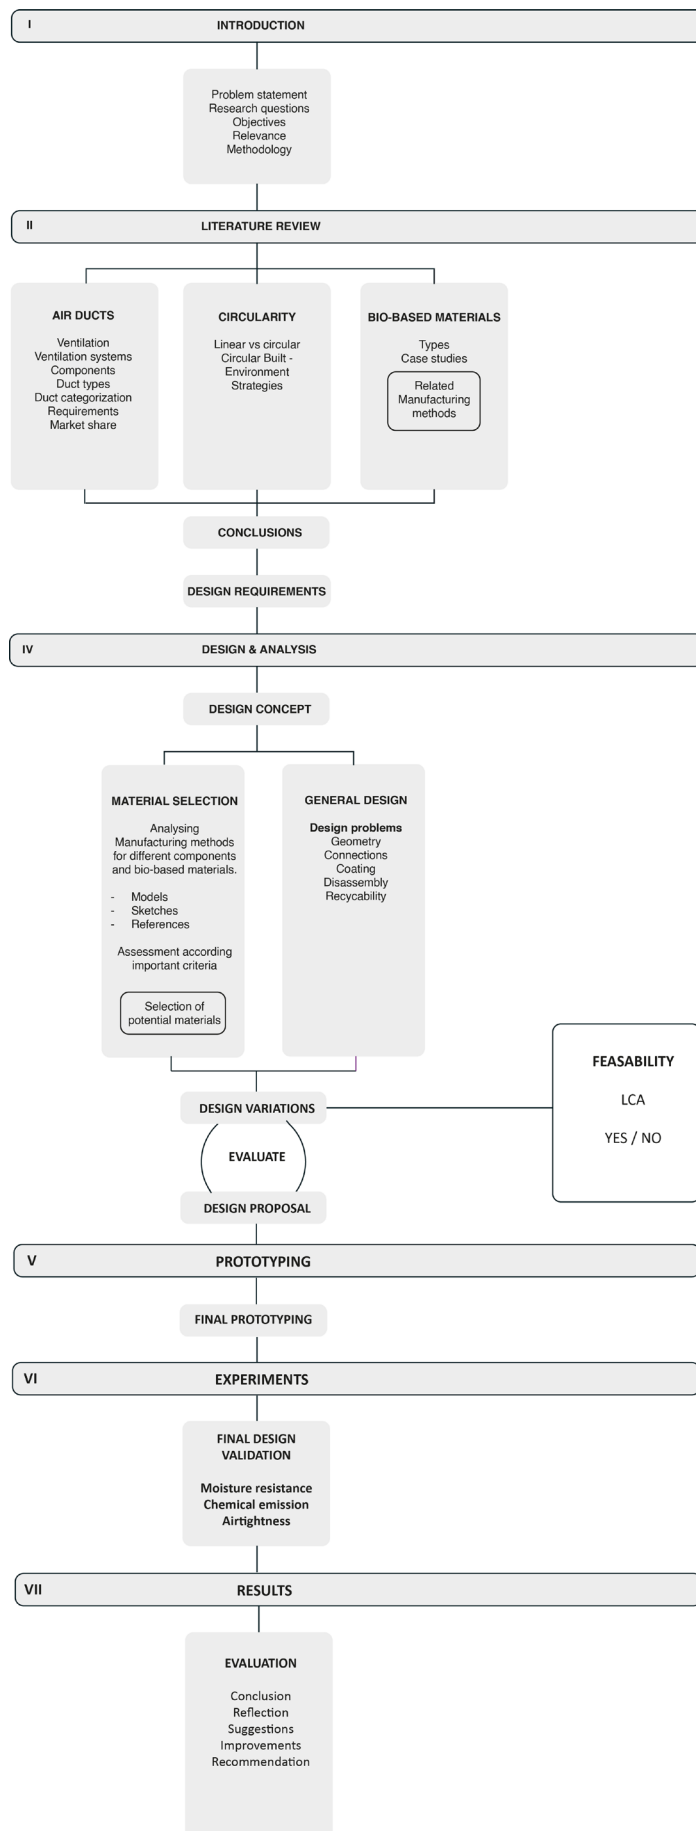 I
INTRODUCTION
Problem statement
Research questions
Objectives
Relevance
Methodology
II
LITERATURE REVIEW
AIR DUCTS
Ventilation
Ventilation systems
Components
Duct types
Duct categorization
Requirements
Market share
CIRCULARITY
Linear vs circular
Circular Built -
Environment
Strategies
BIO-BASED MATERIALS
Types
Case studies
Related
Manufacturing
methods
CONCLUSIONS
DESIGN REQUIREMENTS
IV
DESIGN & ANALYSIS
DESIGN CONCEPT
MATERIAL SELECTION
Analysing
Manufacturing methods
for different components
and bio-based materials.
- Models
- Sketches
- References
Assessment according
important criteria
Selection of
potential materials
GENERAL DESIGN
Design problems
Geometry
Connections
Coating
Disassembly
Recycability
DESIGN VARIATIONS
EVALUATE
DESIGN PROPOSAL
FEASABILITY
LCA
YES / NO
V
PROTOTYPING
FINAL PROTOTYPING
VI
EXPERIMENTS
FINAL DESIGN
VALIDATION
Moisture resistance
Chemical emission
Airtightness
VII
RESULTS
EVALUATION
Conclusion
Reflection
Suggestions
Improvements
Recommendation